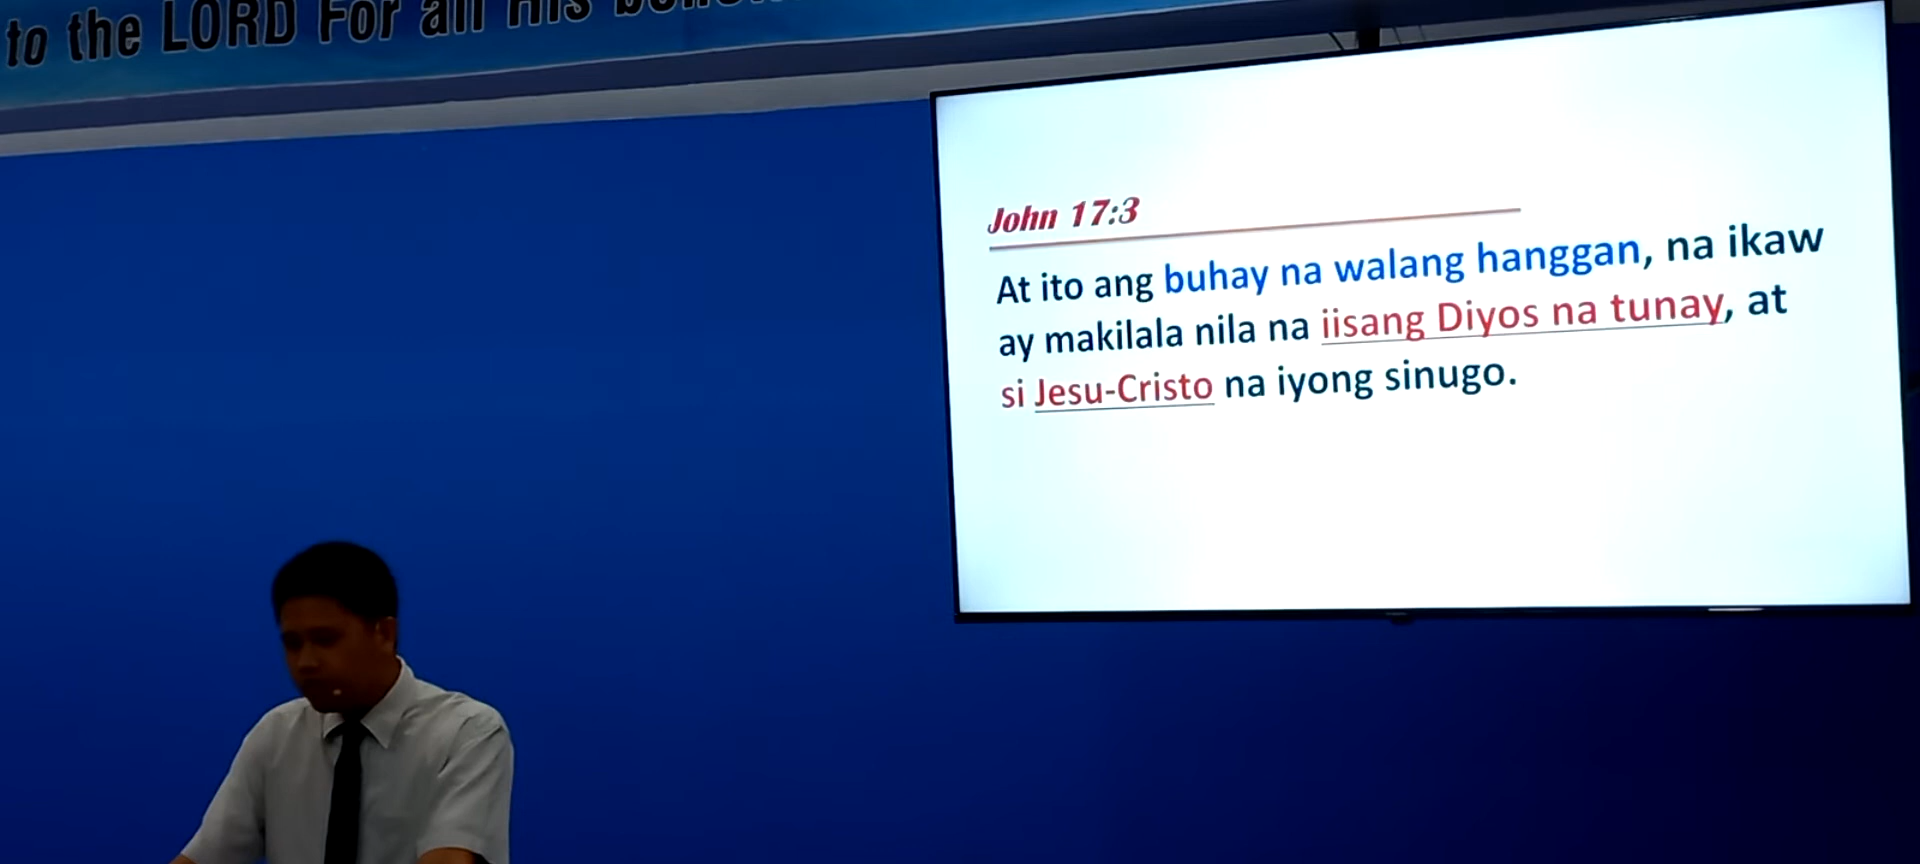 to the LORD For all His
John 17:3
At ito ang buhay na walang hanggan, na ikaw
ay makilala nila na iisang Diyos na tunay, at
si Jesu-Cristo na iyong sinugo.